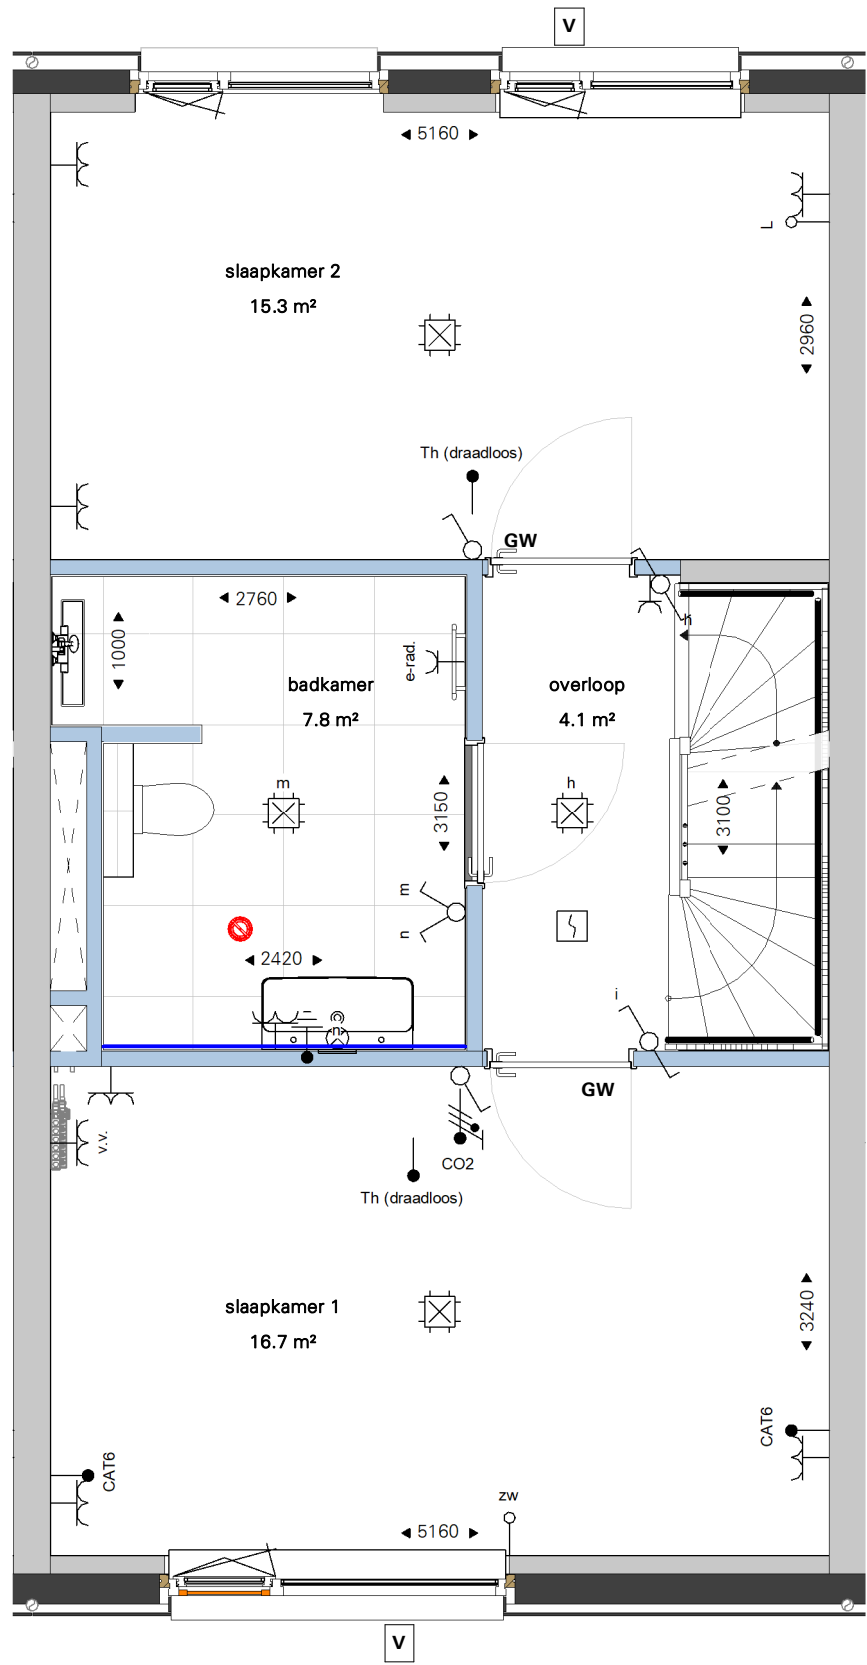 V
5160
L
slaapkamer 2
15.3 m²
2960
Th (draadloos)
GW
h
2760
1000
e-rad.
badkamer
7.8 m²
overloop
4.1 m²
m
h
3150
3100
m
n
2420
i
n
GW
v.v.
CO2
Th (draadloos)
slaapkamer 1
16.7 m²
3240
CAT6
CAT6
zw
5160
V